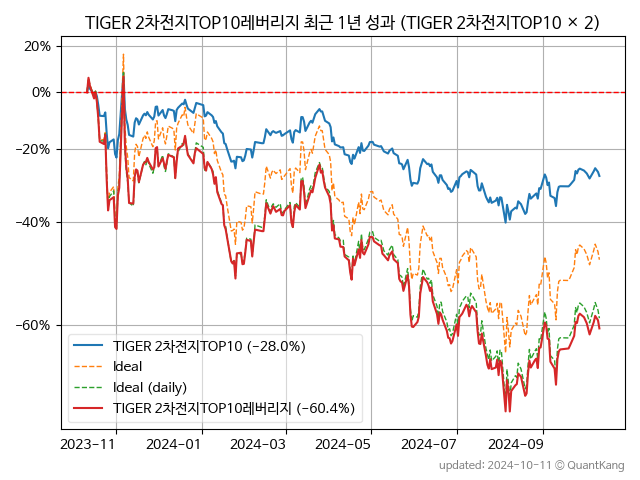 TIGER 2차전지TOP10레버리지 최근 1년 성과 (TIGER 2차전지TOP10 × 2)
20%
0%
−20%
−40%
−60%
TIGER 2차전지TOP10 (−28.0%)
Ideal
Ideal (daily)
TIGER 2차전지TOP10레버리지 (−60.4%)
2023-11 2024-01 2024-03 2024-05 2024-07 2024-09
updated: 2024-10-11 © QuantKang